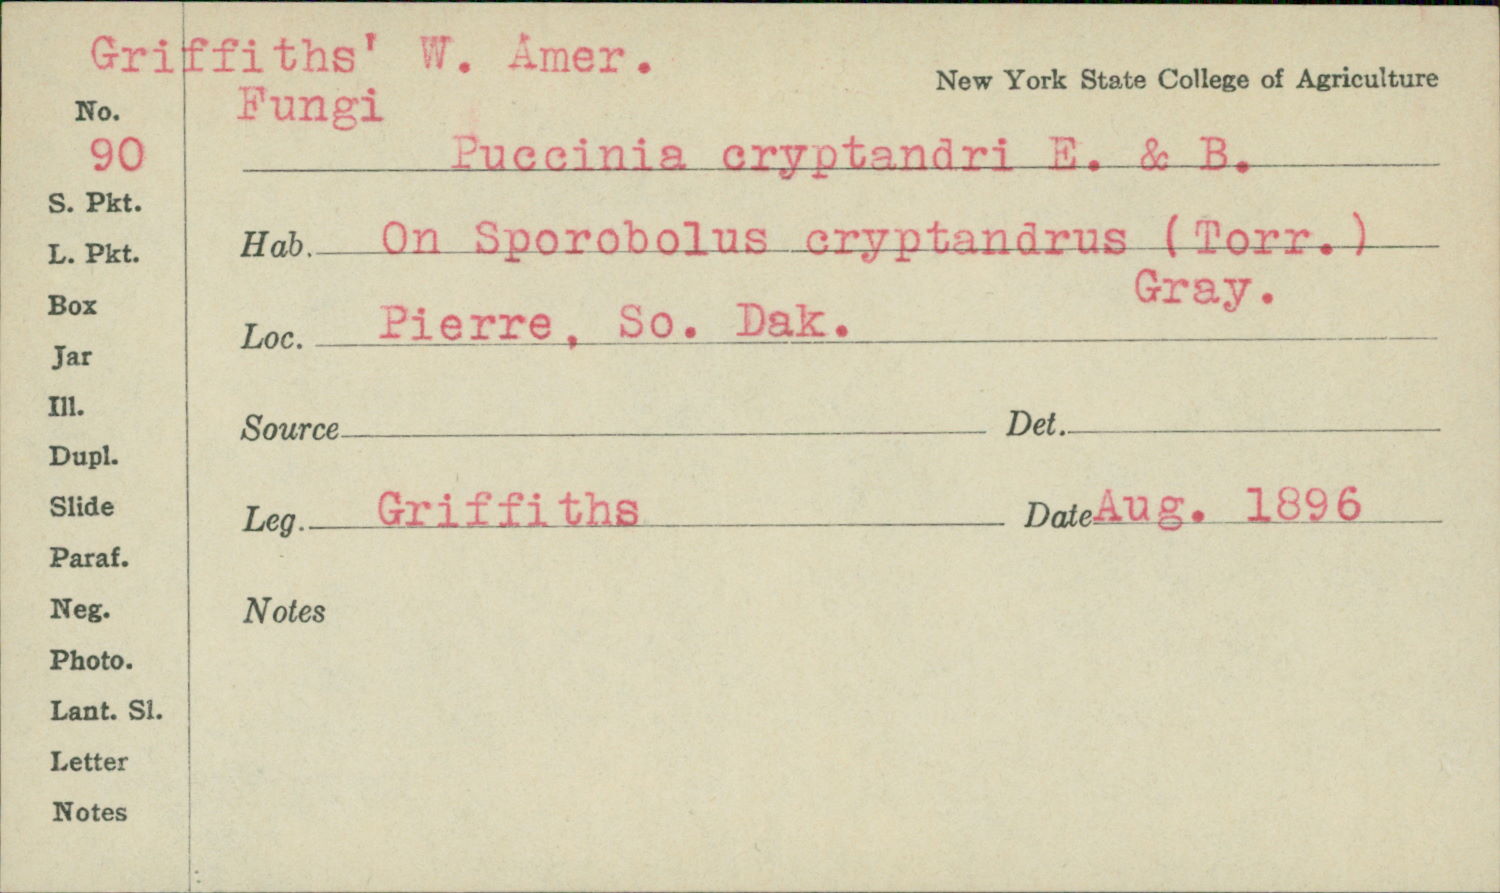 Griffiths' W. Amer.
New York State College of Agriculture
No. Fungi
90 Puccinia cryptandri E. & B.
S. Pkt.
Hab. On Sporobolus cryptandrus (Torr.)
L. Pkt.
Gray.
Box
Loc. Pierre, So. Dak.
Jar
Ill.
Source Det.
Dupl.
Slide
Leg. Griffiths Date Aug. 1896
Paraf.
Neg.
Notes
Photo.
Lant. Sl.
Letter
Notes